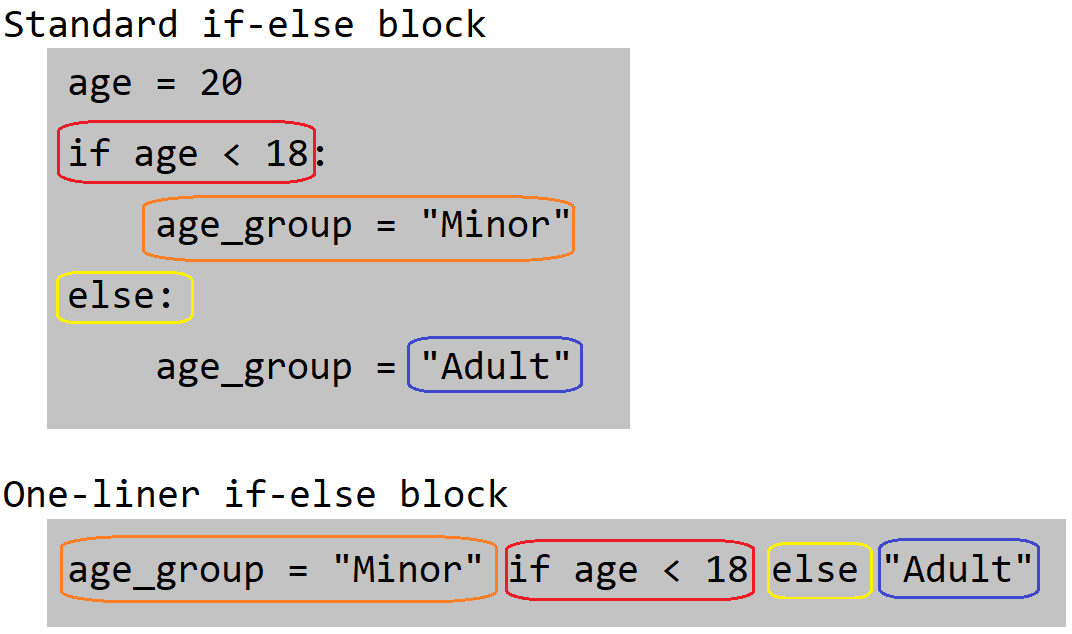 Standard if-else block
age = 20
if age < 18:
age_group = "Minor"
else:
age_group = "Adult"
One-liner if-else block
age_group = "Minor" if age < 18 else "Adult"